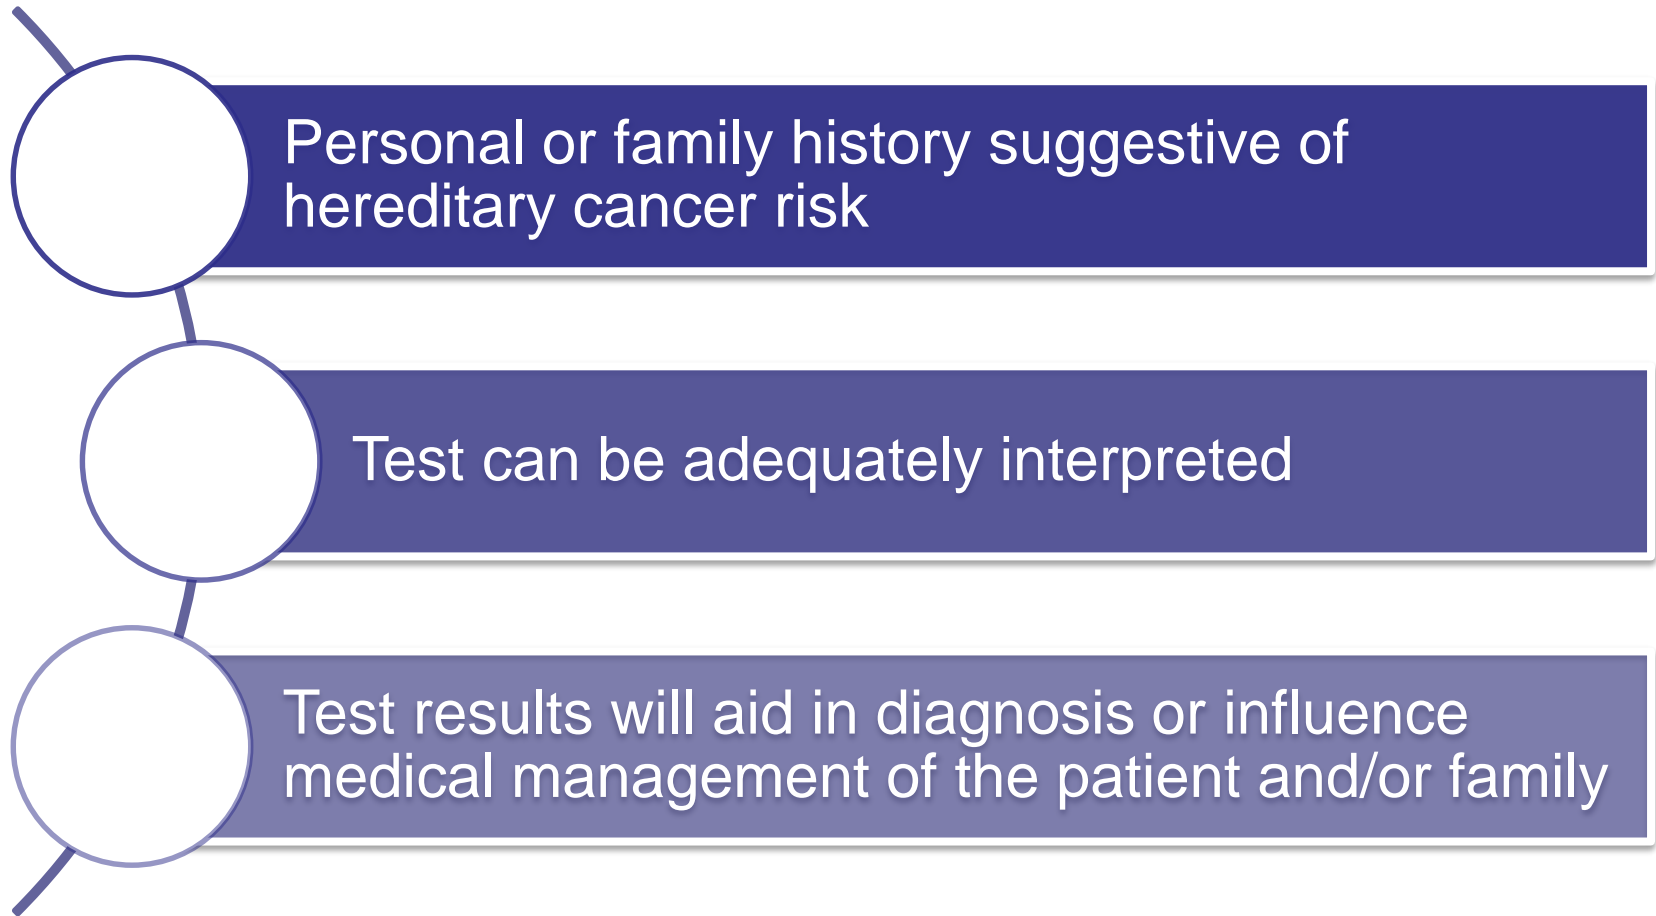 Personal or family history suggestive of
hereditary cancer risk
Test can be adequately interpreted
Test results will aid in diagnosis or influence
medical management of the patient and/or family